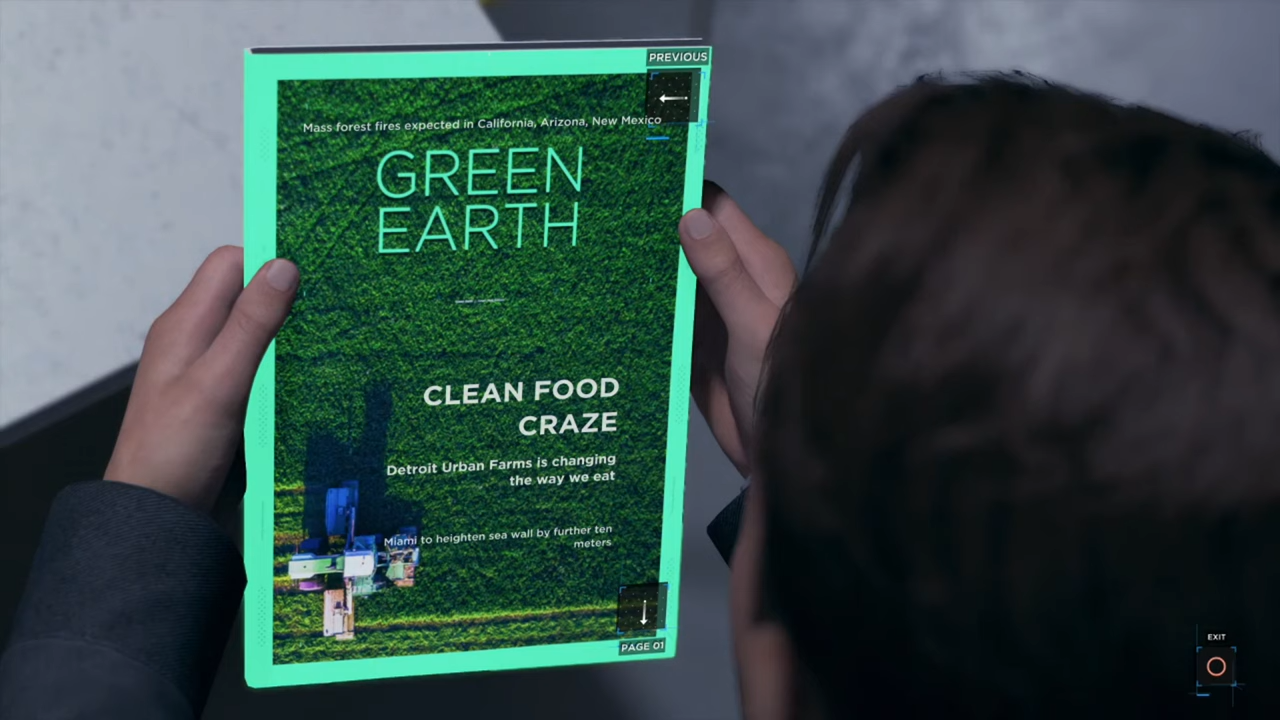 PREVIOUS
Mass forest fires expected in California, Arizona, New Mexico
GREEN
EARTH
CLEAN FOOD
CRAZE
Detroit Urban Farms is changing
the way we eat
Miami to heighten sea wall by further ten
meters
PAGE 01
EXIT